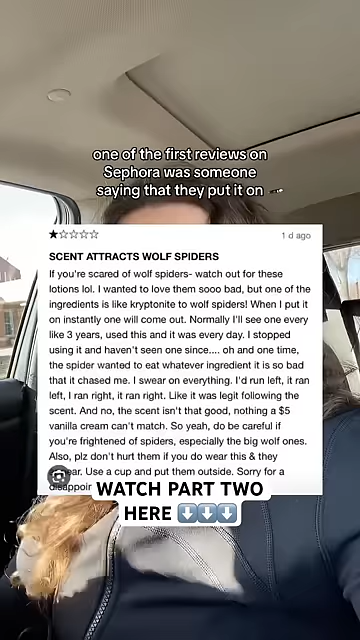 one of the first reviews on
Sephora was someone
saying that they put it on
1 d ago
SCENT ATTRACTS WOLF SPIDERS
If you're scared of wolf spiders- watch out for these
lotions lol. I wanted to love them sooo bad, but one of the
ingredients is like kryptonite to wolf spiders! When I put it
on instantly one will come out. Normally I'll see one every
like 3 years, used this and it was every day. I stopped
using it and haven't seen one since.... oh and one time,
the spider wanted to eat whatever ingredient it is so bad
that it chased me. I swear on everything. I'd run left, it ran
left, I ran right, it ran right. Like it was legit following the
scent. And no, the scent isn't that good, nothing a $5
vanilla cream can't match. So yeah, do be careful if
you're frightened of spiders, especially the big wolf ones.
Also, plz don't hurt them if you do wear this & they
Use a cup and put them outside. Sorry for a
WATCH PART TWO
HERE ⬇️⬇️⬇️